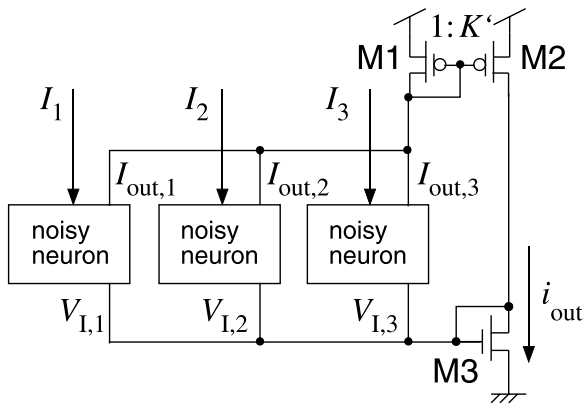 1:K‘
M1
M2
I1
I2
I3
Iout,1
Iout,2
Iout,3
noisy
neuron
noisy
neuron
noisy
neuron
VI,1
VI,2
VI,3
iout
M3